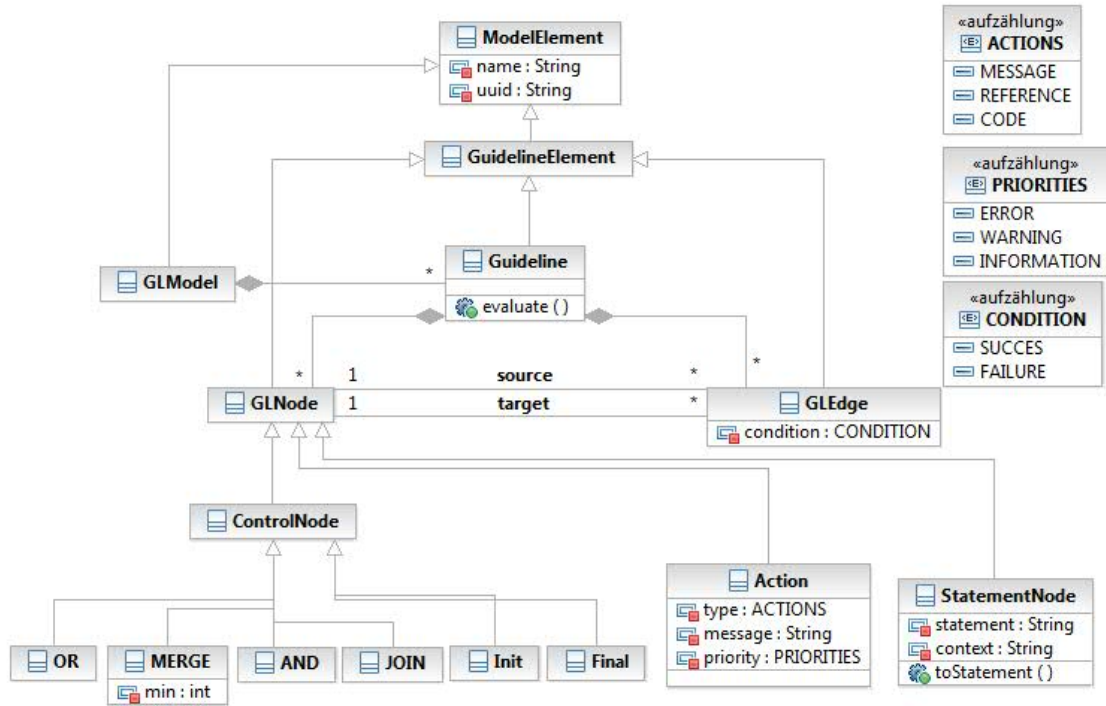 ModelElement
name : String
uuid : String
«aufzählung»
ACTIONS
MESSAGE
REFERENCE
CODE
GuidelineElement
«aufzählung»
PRIORITIES
ERROR
WARNING
INFORMATION
GLModel
*
Guideline
evaluate ( )
«aufzählung»
CONDITION
SUCCES
FAILURE
*
1 source *
*
GLNode
1 target *
GLEdge
condition : CONDITION
ControlNode
Action
type : ACTIONS
message : String
priority : PRIORITIES
StatementNode
statement : String
context : String
toStatement ( )
OR
MERGE
min : int
AND
JOIN
Init
Final